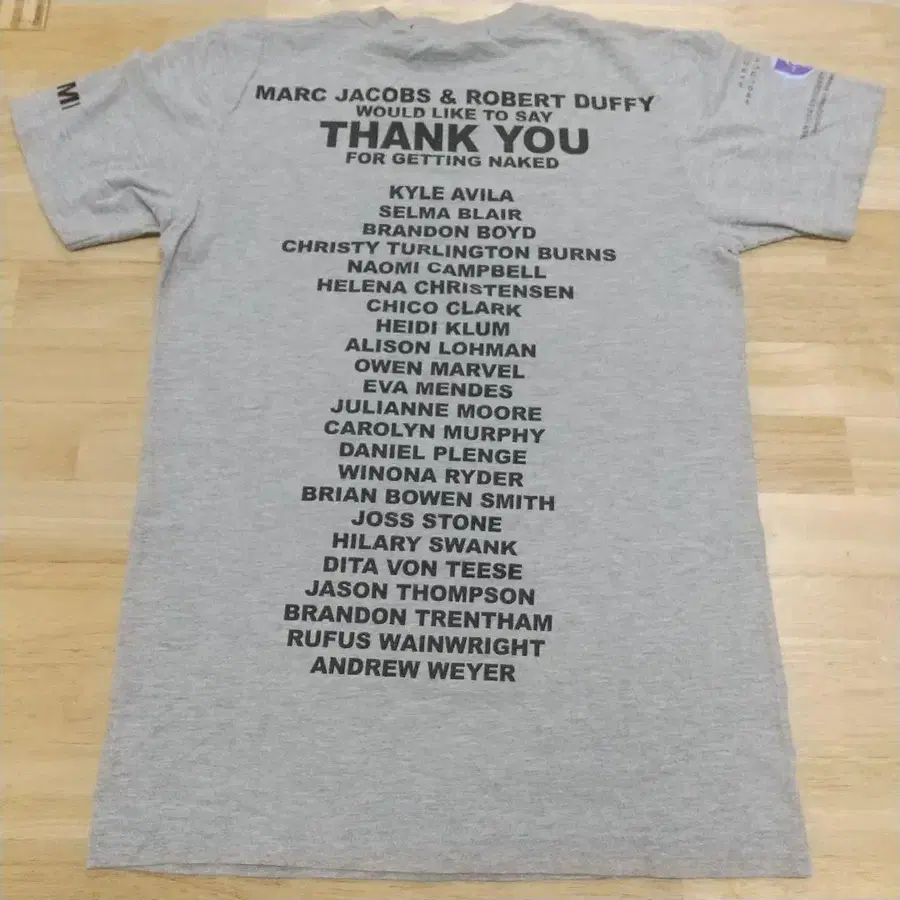 MARC JACOBS & ROBERT DUFFY
WOULD LIKE TO SAY
THANK YOU
FOR GETTING NAKED
KYLE AVILA
SELMA BLAIR
BRANDON BOYD
CHRISTY TURLINGTON BURNS
NAOMI CAMPBELL
HELENA CHRISTENSEN
CHICO CLARK
HEIDI KLUM
ALISON LOHMAN
OWEN MARVEL
EVA MENDES
JULIANNE MOORE
CAROLYN MURPHY
DANIEL PLENGE
WINONA RYDER
BRIAN BOWEN SMITH
JOSS STONE
HILARY SWANK
DITA VON TEESE
JASON THOMPSON
BRANDON TRENTHAM
RUFUS WAINWRIGHT
ANDREW WEYER